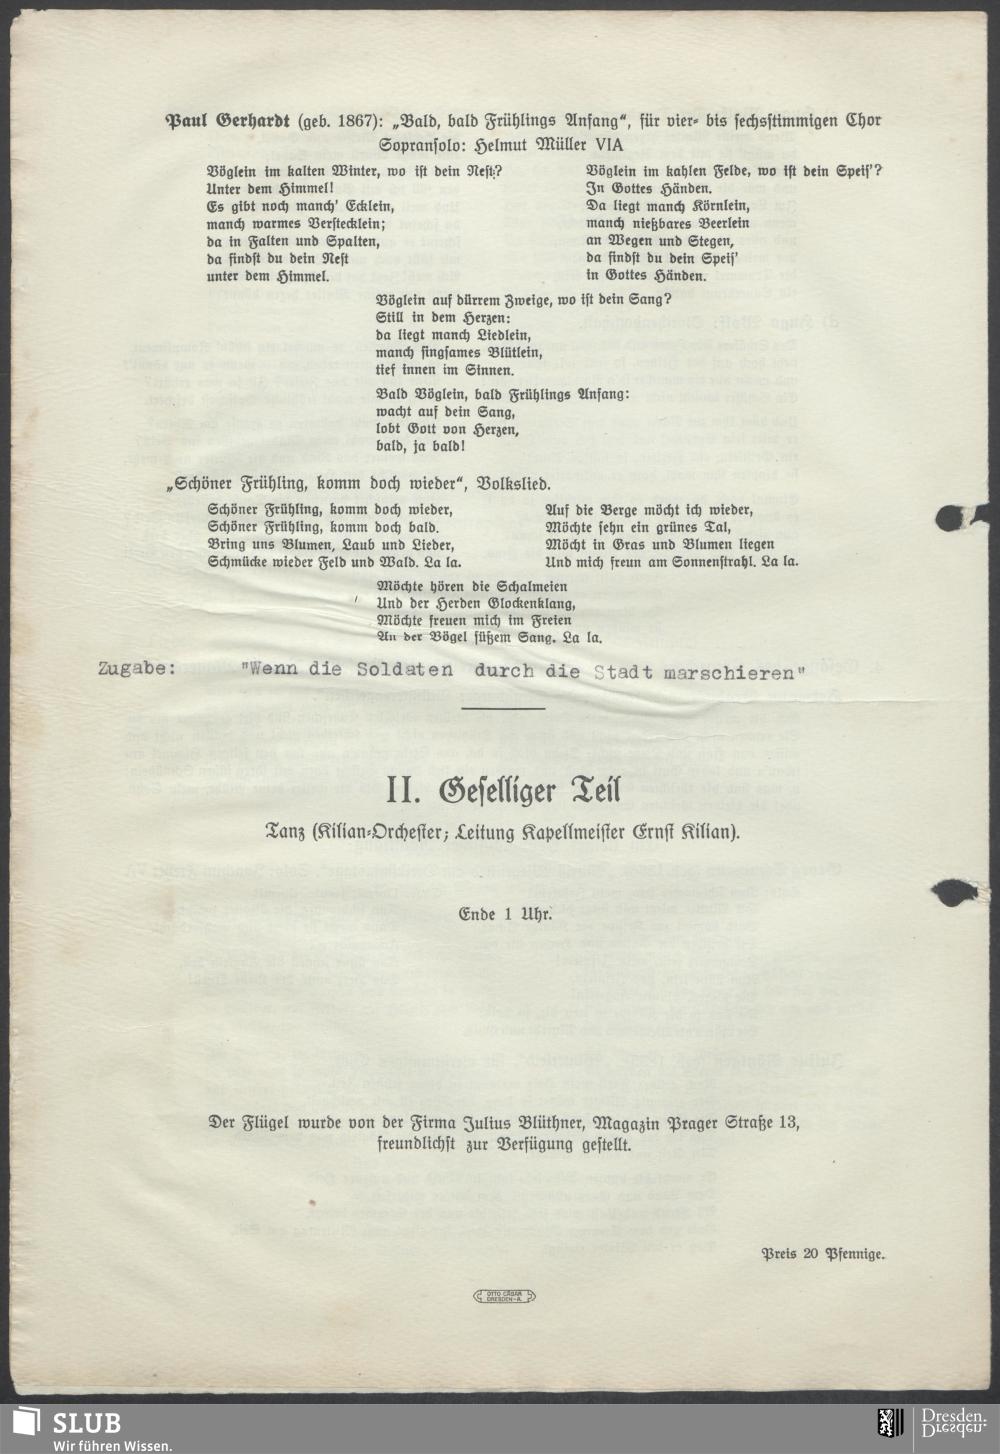 Paul Gerhardt (geb. 1867): „Bald, bald Frühlings Anfang“, für vier- bis sechsstimmigen Chor
Sopransolo: Helmut Müller VIA
Vöglein im kalten Winter, wo ist dein Nest?
Unter dem Himmel!
Es gibt noch manch' Ecklein,
manch warmes Verstecklein;
da in Falten und Spalten,
da findst du dein Nest
unter dem Himmel.
Vöglein im kahlen Felde, wo ist dein Speis'?
In Gottes Händen.
Da liegt manch Körnlein,
manch nießbares Beerlein
an Wegen und Stegen,
da findst du dein Speis'
in Gottes Händen.
Vöglein auf dürrem Zweige, wo ist dein Sang?
Still in dem Herzen:
da liegt manch Liedlein,
manch singsames Blütlein,
tief innen im Sinnen.
Bald Vöglein, bald Frühlings Anfang:
wacht auf dein Sang,
lobt Gott von Herzen,
bald, ja bald!
„Schöner Frühling, komm doch wieder“, Volkslied.
Schöner Frühling, komm doch wieder,
Schöner Frühling, komm doch bald.
Bring uns Blumen, Laub und Lieder,
Schmücke wieder Feld und Wald. La la.
Auf die Berge möcht ich wieder,
Möchte sehn ein grünes Tal,
Möcht in Gras und Blumen liegen
Und mich freun am Sonnenstrahl. La la.
Möchte hören die Schalmeien
Und der Herden Glockenklang,
Möchte freuen mich im Freien
An der Vögel süßem Sang. La la.
Zugabe: "Wenn die Soldaten durch die Stadt marschieren"
II. Geselliger Teil
Tanz (Kilian-Orchester; Leitung Kapellmeister Ernst Kilian).
Ende 1 Uhr.
Der Flügel wurde von der Firma Julius Blüthner, Magazin Prager Straße 13,
freundlichst zur Verfügung gestellt.
Preis 20 Pfennige.
OTTO CÄSAR
DRESDEN-A.
SLUB
Wir führen Wissen.
Dresden.
Dresden.